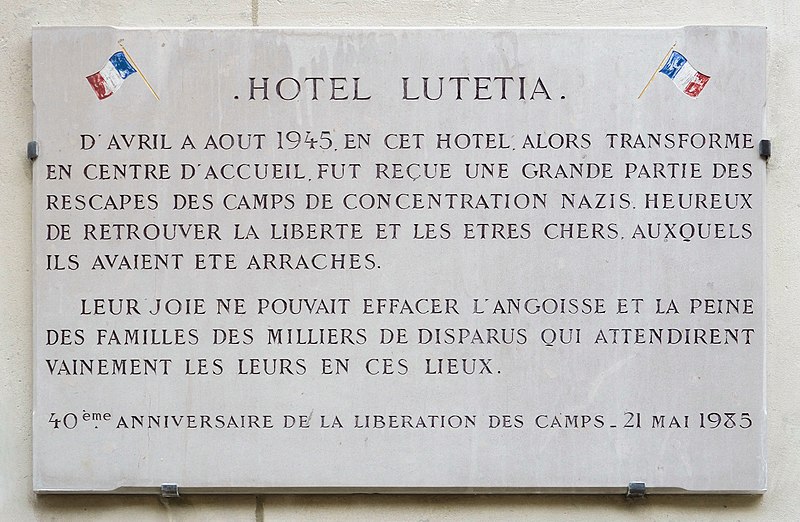 .HOTEL LUTETIA.
D'AVRIL A AOUT 1945, EN CET HOTEL, ALORS TRANSFORME
EN CENTRE D'ACCUEIL, FUT REÇUE UNE GRANDE PARTIE DES
RESCAPES DES CAMPS DE CONCENTRATION NAZIS, HEUREUX
DE RETROUVER LA LIBERTE ET LES ETRES CHERS, AUXQUELS
ILS AVAIENT ETE ARRACHES.
LEUR JOIE NE POUVAIT EFFACER L'ANGOISSE ET LA PEINE
DES FAMILLES DES MILLIERS DE DISPARUS QUI ATTENDIRENT
VAINEMENT LES LEURS EN CES LIEUX.
40ème ANNIVERSAIRE DE LA LIBERATION DES CAMPS_ 21 MAI 1985